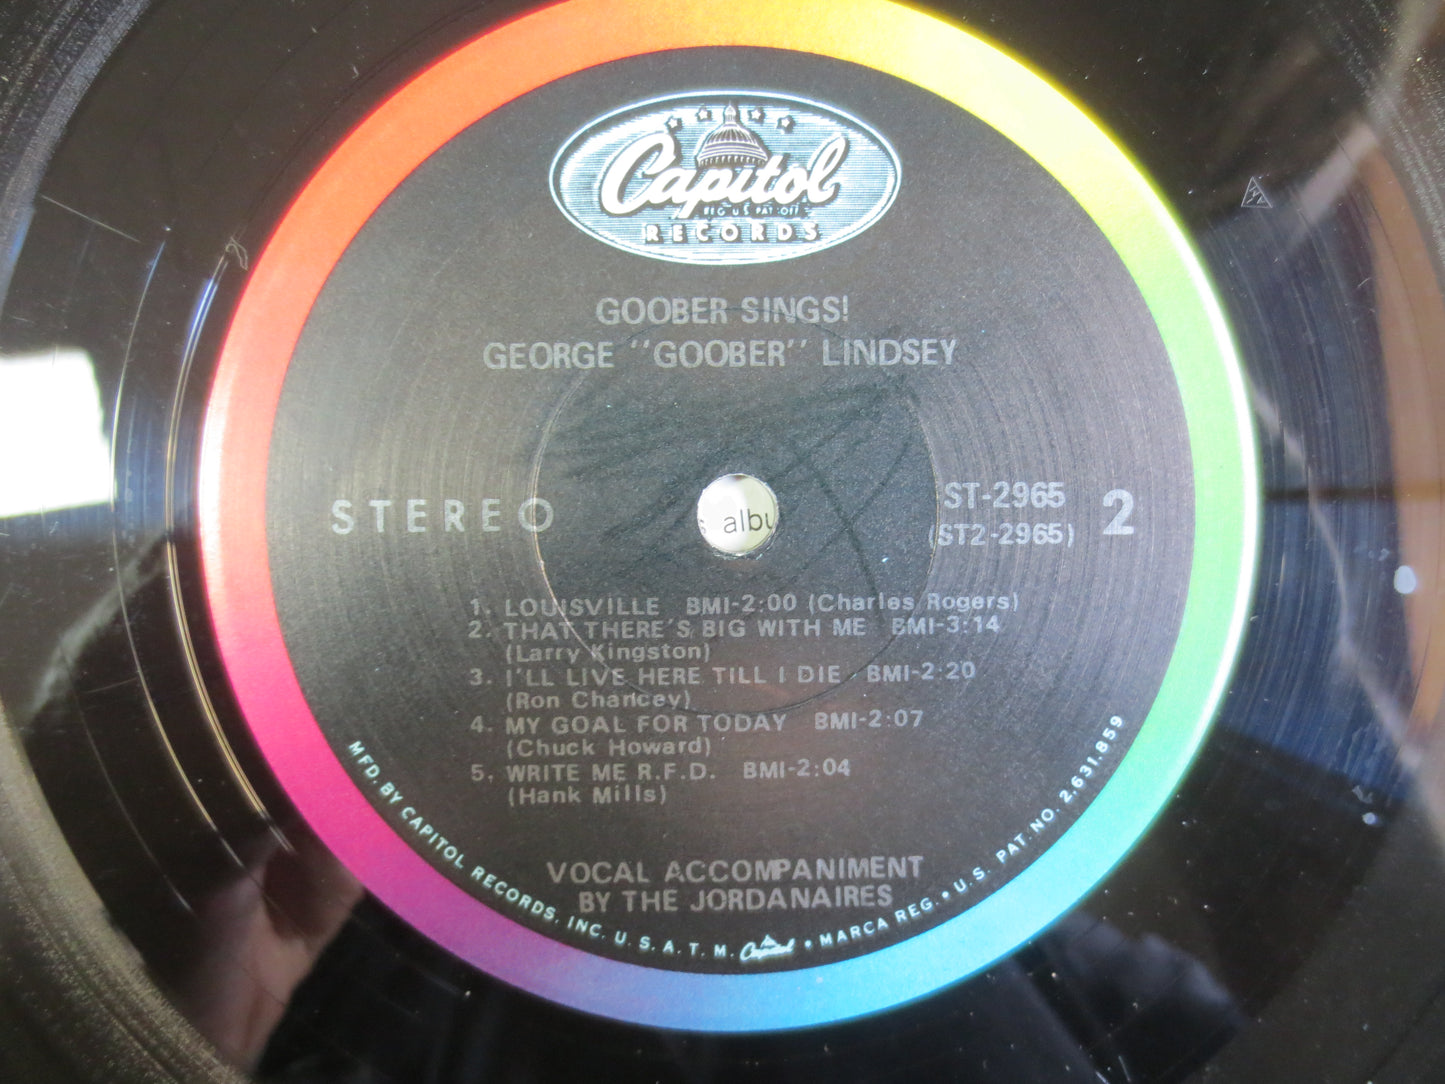 Capitol
REG. U.S. PAT. OFF.
RECORDS
GOOBER SINGS!
GEORGE "GOOBER" LINDSEY
STEREO
ST-2965
(ST2-2965)
2
albu
1. LOUISVILLE BMI-2:00 (Charles Rogers)
2. THAT THERE'S BIG WITH ME BMI-3:14
(Larry Kingston)
3. I'LL LIVE HERE TILL I DIE BMI-2:20
(Ron Chancey)
4. MY GOAL FOR TODAY BMI-2:07
(Chuck Howard)
5. WRITE ME R.F.D. BMI-2:04
(Hank Mills)
VOCAL ACCOMPANIMENT
BY THE JORDANAIRES
MFD. BY CAPITOL RECORDS, INC. U.S.A. T.M. Capitol • MARCA REG. • U.S. PAT. NO. 2,631,859